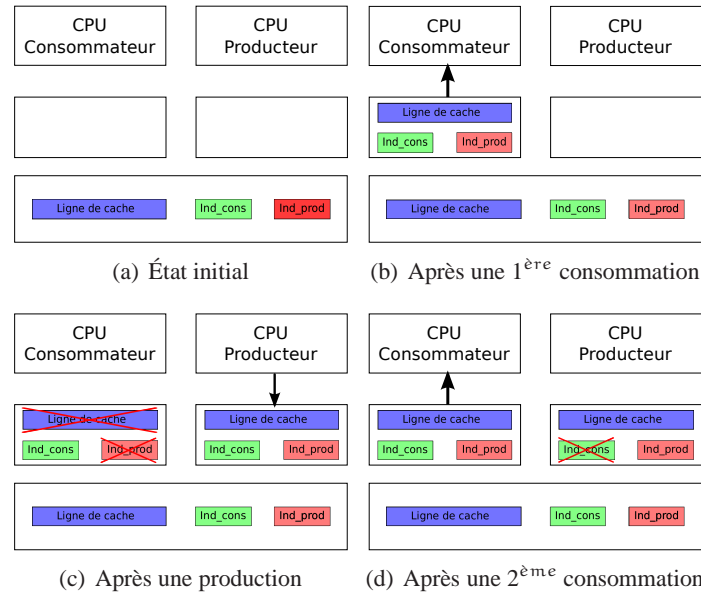 CPU Consommateur
CPU Producteur
CPU Consommateur
CPU Producteur
Ligne de cache
Ind_cons
Ind_prod
Ligne de cache
Ind_cons
Ind_prod
Ligne de cache
Ind_cons
Ind_prod
(a) État initial
(b) Après une 1ère consommation
CPU Consommateur
CPU Producteur
CPU Consommateur
CPU Producteur
Ligne de cache
Ind_cons
Ind_prod
Ligne de cache
Ind_cons
Ind_prod
Ligne de cache
Ind_cons
Ind_prod
Ligne de cache
Ind_cons
Ind_prod
Ligne de cache
Ind_cons
Ind_prod
Ligne de cache
Ind_cons
Ind_prod
(c) Après une production
(d) Après une 2ème consommation